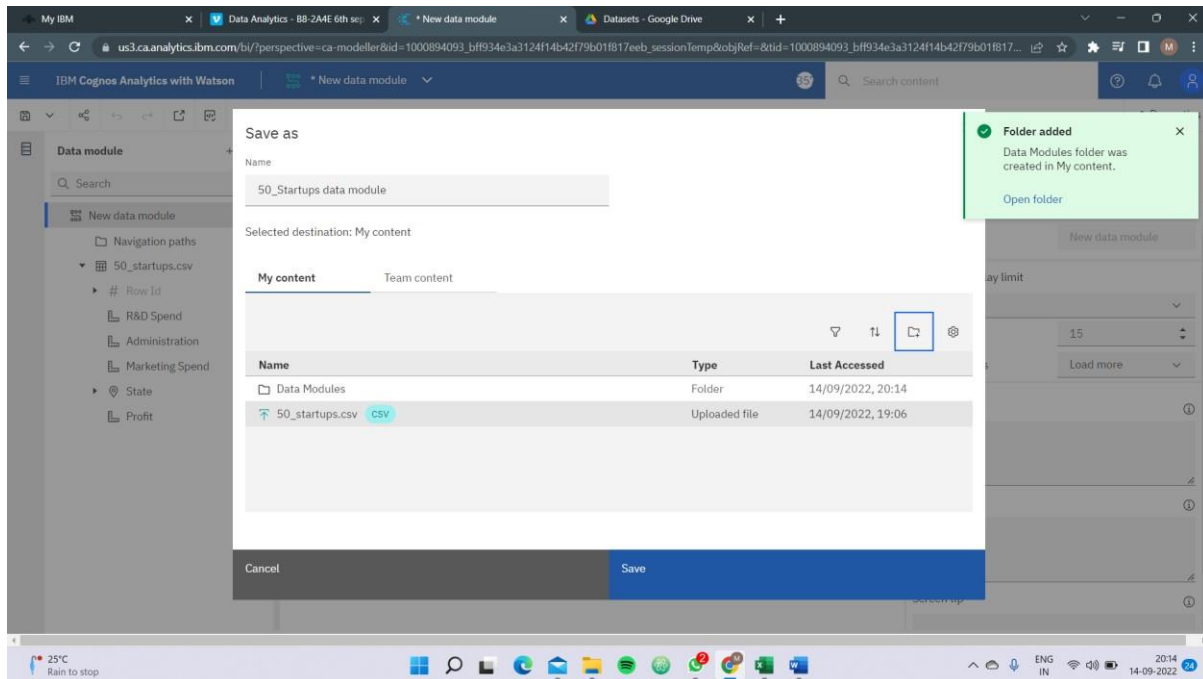 My IBM
Data Analytics - B8-2A4E 6th sep
* New data module
Datasets - Google Drive
us3.ca.analytics.ibm.com/bi/?perspective=ca-modeller&id=1000894093_bff934e3a3124f14b42f79b01f817eeb_sessionTemp&objRef=&tid=1000894093_bff934e3a3124f14b42f79b01f817...
M
IBM Cognos Analytics with Watson
* New data module
35
Search content
Data module
Search
New data module
Navigation paths
50_startups.csv
# Row Id
R&D Spend
Administration
Marketing Spend
State
Profit
Save as
Name
50_Startups data module
Selected destination: My content
My content
Team content
Name Type Last Accessed
Data Modules Folder 14/09/2022, 20:14
50_startups.csv CSV Uploaded file 14/09/2022, 19:06
Cancel
Save
Folder added
Data Modules folder was
created in My content.
Open folder
New data module
ay limit
15
Load more
25°C
Rain to stop
2
ENG
IN
20:14
14-09-2022
24